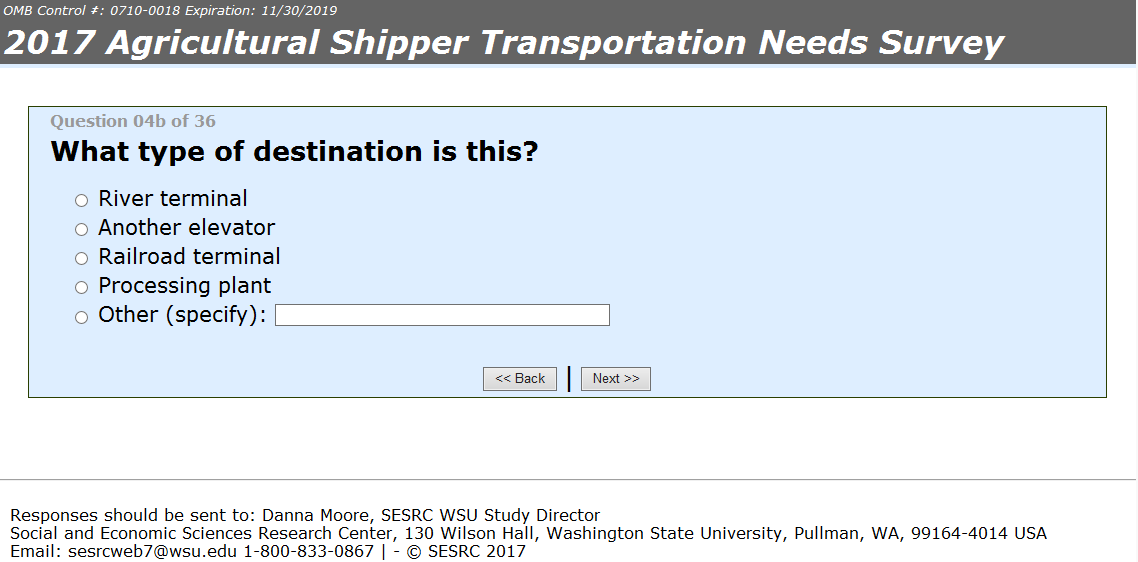 OMB Control #: 0710-0018 Expiration: 11/30/2019
2017 Agricultural Shipper Transportation Needs Survey
Question 04b of 36
What type of destination is this?
River terminal
Another elevator
Railroad terminal
Processing plant
Other (specify):
<< Back | Next >>
Responses should be sent to: Danna Moore, SESRC WSU Study Director
Social and Economic Sciences Research Center, 130 Wilson Hall, Washington State University, Pullman, WA, 99164-4014 USA
Email: sesrcweb7@wsu.edu 1-800-833-0867 | - © SESRC 2017